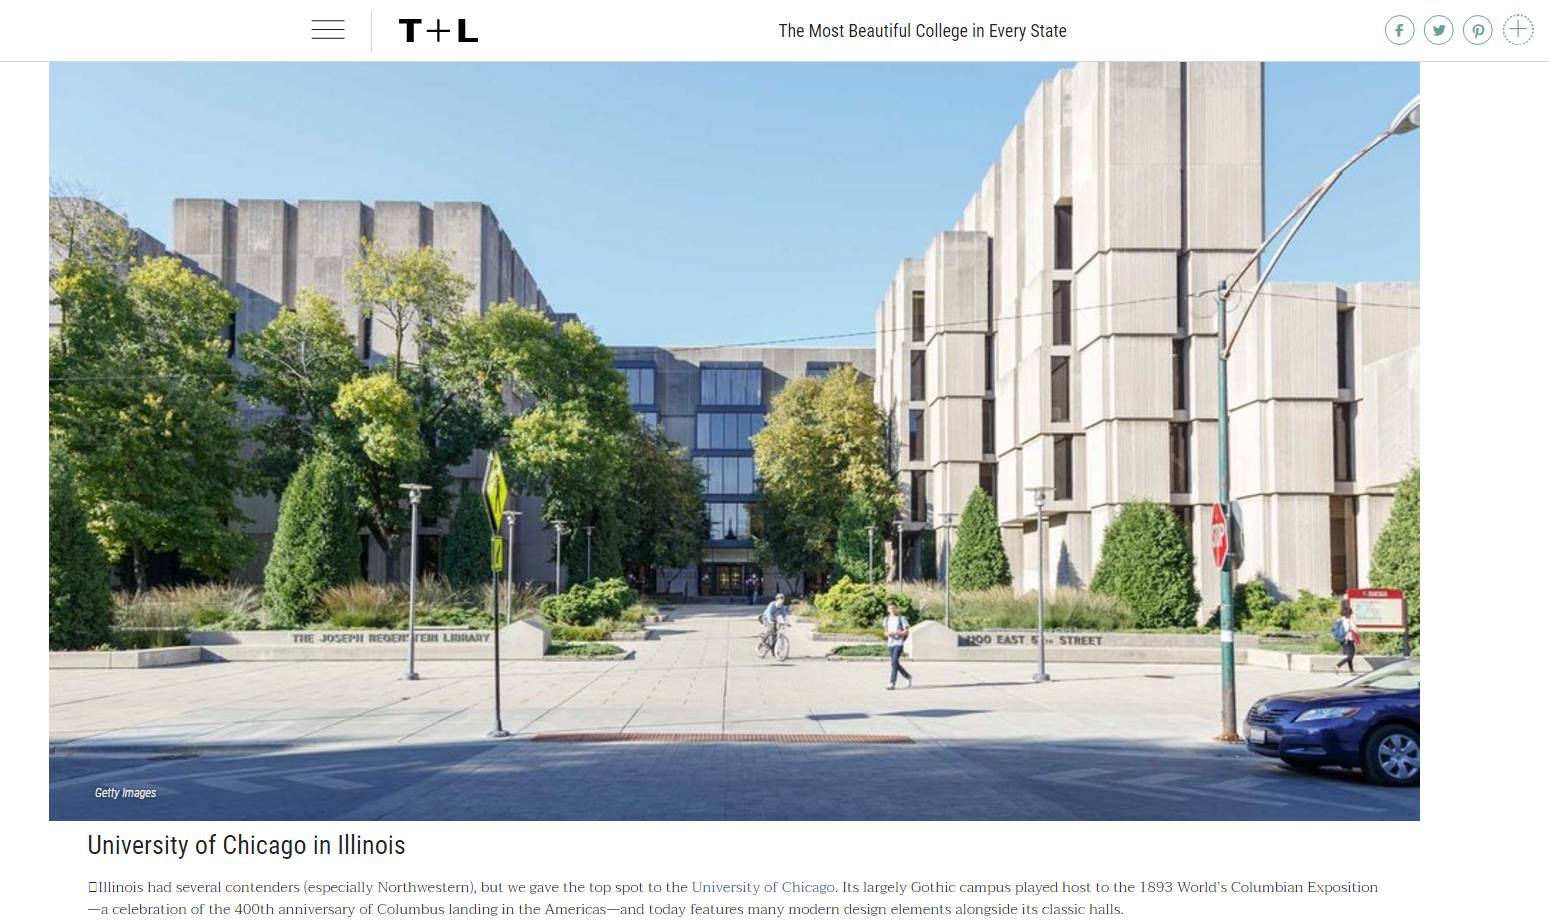 T+L
The Most Beautiful College in Every State
THE JOSEPH REGENSTEIN LIBRARY
1100 EAST 57TH STREET
STOP
Getty Images
University of Chicago in Illinois
Illinois had several contenders (especially Northwestern), but we gave the top spot to the University of Chicago. Its largely Gothic campus played host to the 1893 World's Columbian Exposition
—a celebration of the 400th anniversary of Columbus landing in the Americas—and today features many modern design elements alongside its classic halls.